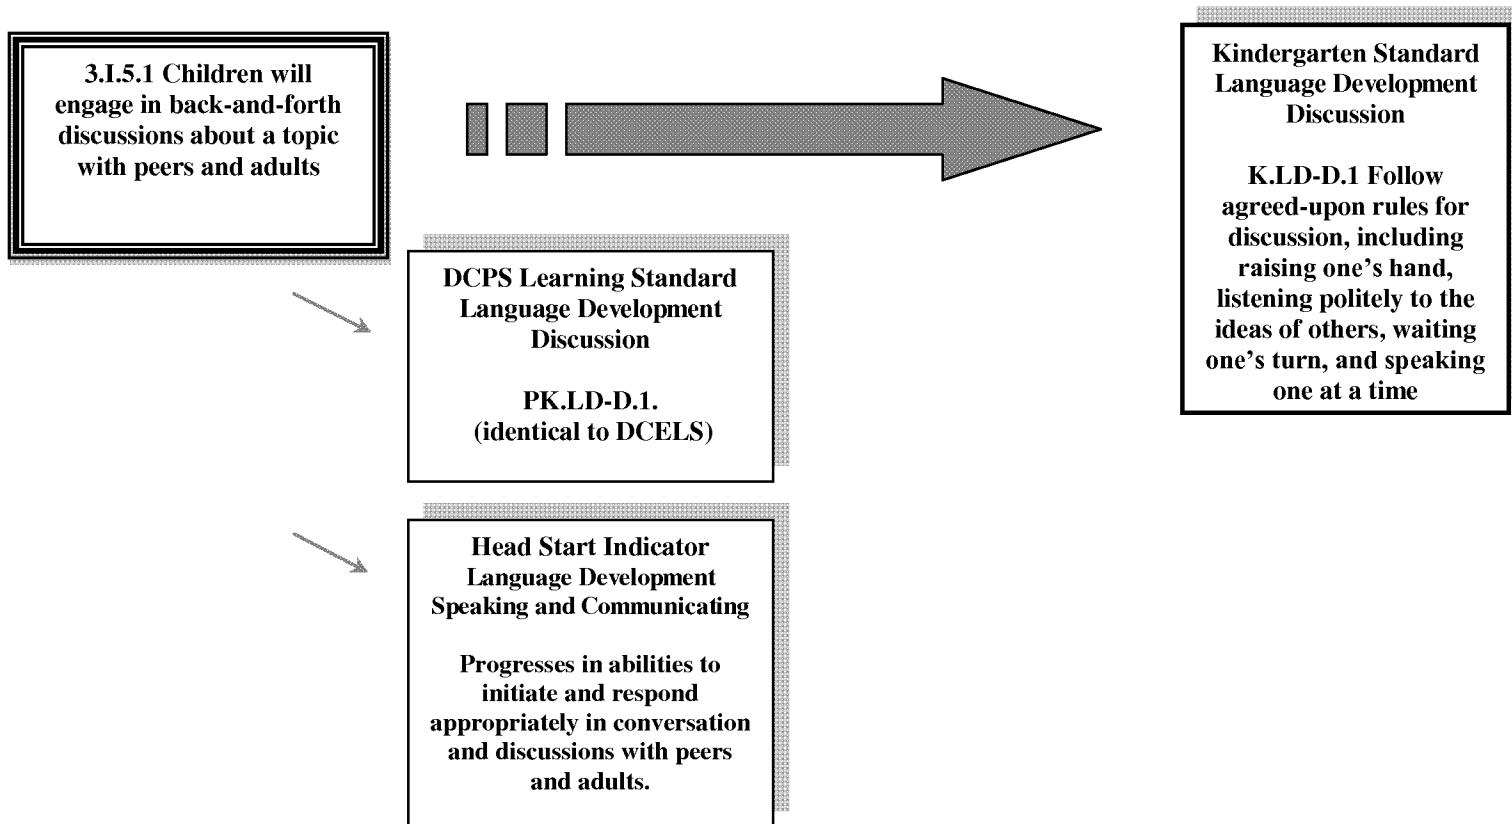 3.I.5.1 Children will
engage in back-and-forth
discussions about a topic
with peers and adults
DCPS Learning Standard
Language Development
Discussion
PK.LD-D.1.
(identical to DCELS)
Head Start Indicator
Language Development
Speaking and Communicating
Progresses in abilities to
initiate and respond
appropriately in conversation
and discussions with peers
and adults.
Kindergarten Standard
Language Development
Discussion
K.LD-D.1 Follow
agreed-upon rules for
discussion, including
raising one’s hand,
listening politely to the
ideas of others, waiting
one’s turn, and speaking
one at a time